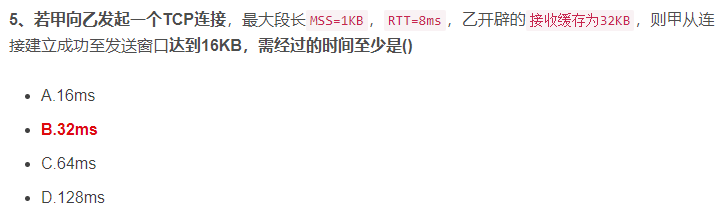 5、若甲向乙发起一个TCP连接，最大段长 MSS=1KB ， RTT=8ms ，乙开辟的 接收缓存为32KB ，则甲从连
接建立成功至发送窗口达到16KB，需经过的时间至少是()
A.16ms
B.32ms
C.64ms
D.128ms